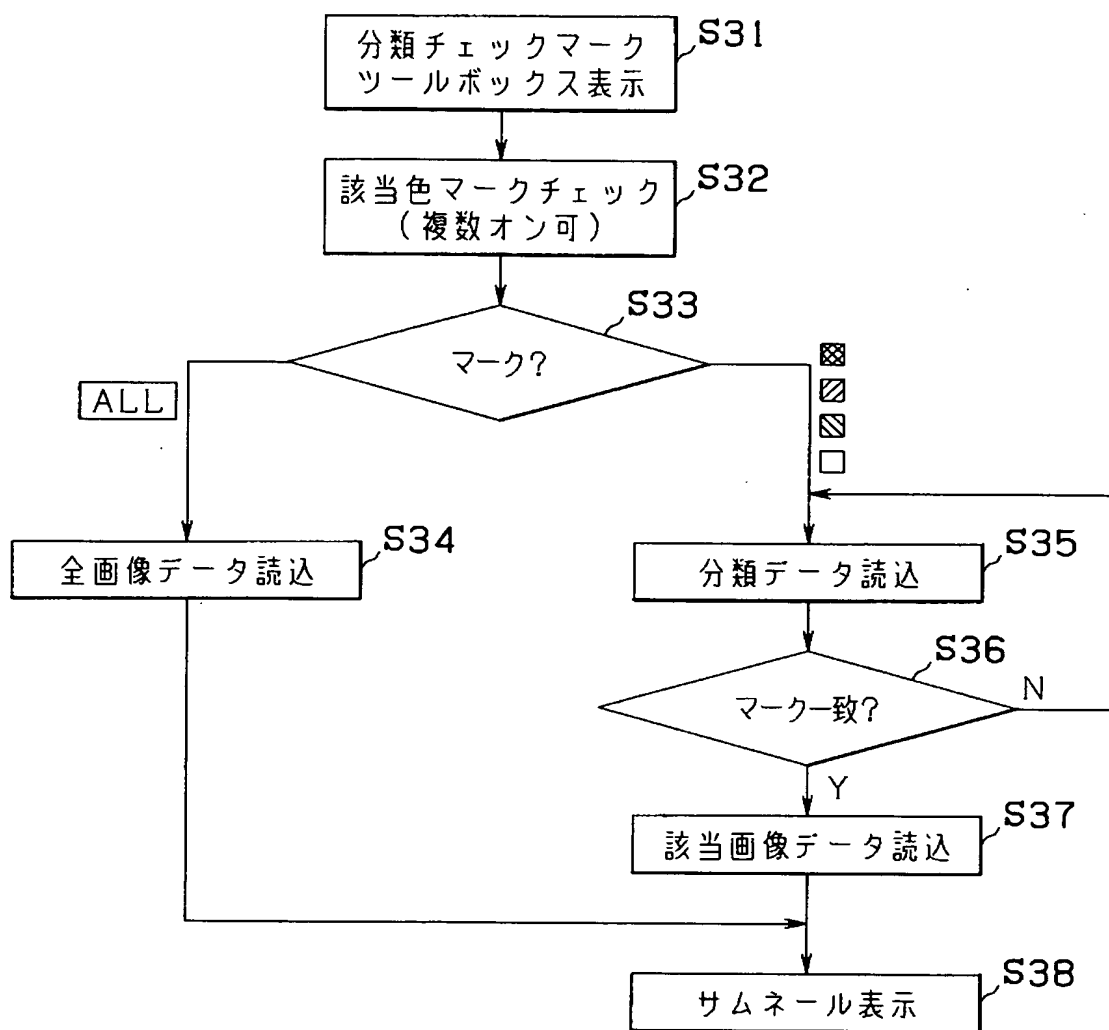 分類チェックマーク
ツールボックス表示
S31
該当色マークチェック
(複数オン可)
S32
マーク?
S33
ALL
全画像データ読込
S34
分類データ読込
S35
マーク一致?
S36
N
Y
該当画像データ読込
S37
サムネール表示
S38